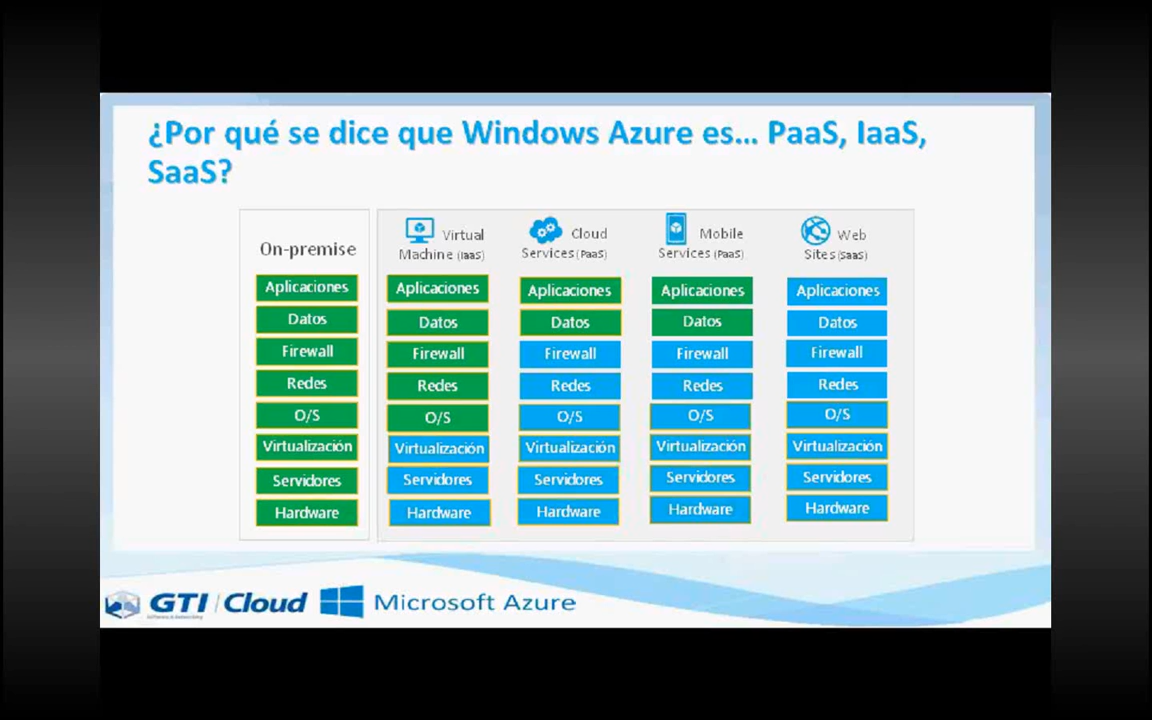 ¿Por qué se dice que Windows Azure es... PaaS, IaaS,
SaaS?
On-premise
Aplicaciones
Datos
Firewall
Redes
O/S
Virtualización
Servidores
Hardware
Virtual
Machine (IaaS)
Aplicaciones
Datos
Firewall
Redes
O/S
Virtualización
Servidores
Hardware
Cloud
Services (PaaS)
Aplicaciones
Datos
Firewall
Redes
O/S
Virtualización
Servidores
Hardware
Mobile
Services (PaaS)
Aplicaciones
Datos
Firewall
Redes
O/S
Virtualización
Servidores
Hardware
Web
Sites (SaaS)
Aplicaciones
Datos
Firewall
Redes
O/S
Virtualización
Servidores
Hardware
GTI | Cloud
Microsoft Azure